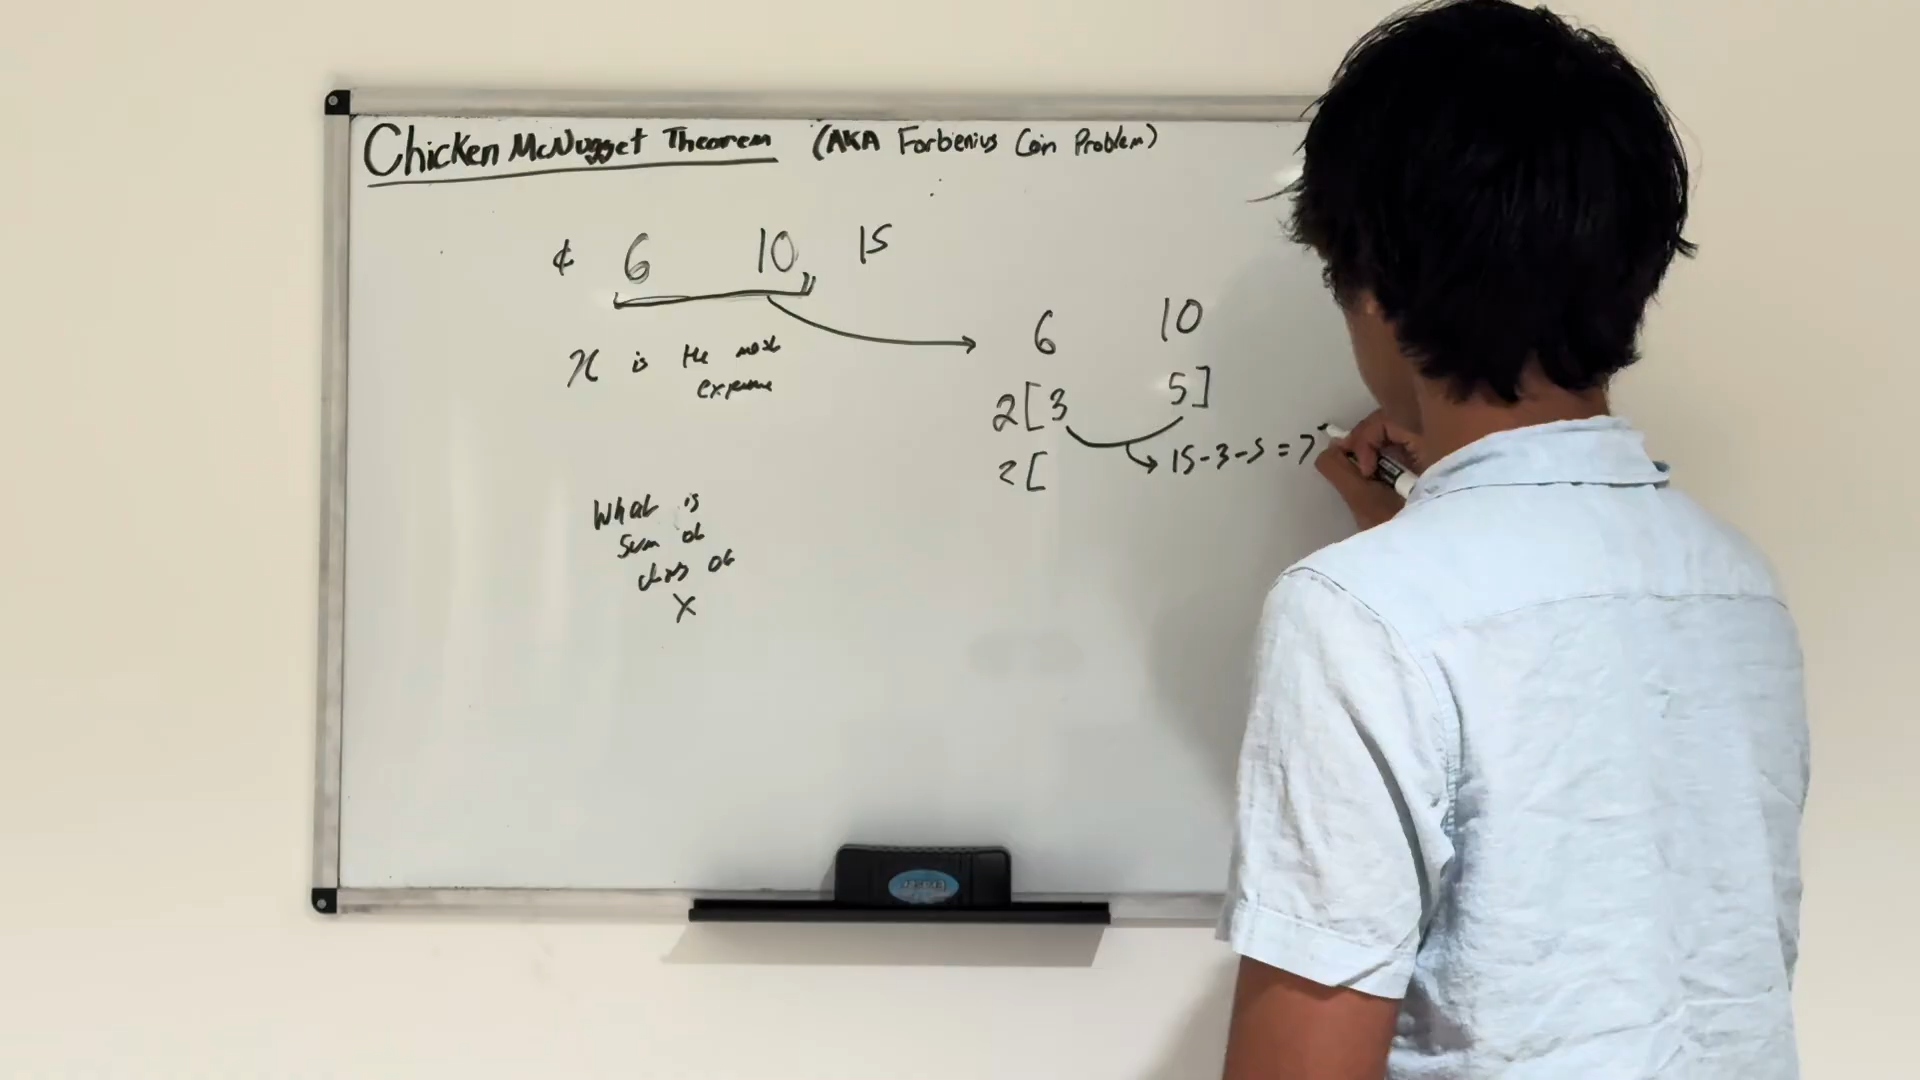 Chicken McNugget Theorem (AKA Forbenius Coin Problem)
¢ 6 10 15
x is the most
expensive
6 10
2[3 5]
15-3-5=7
2[
What is
sum of
of
X